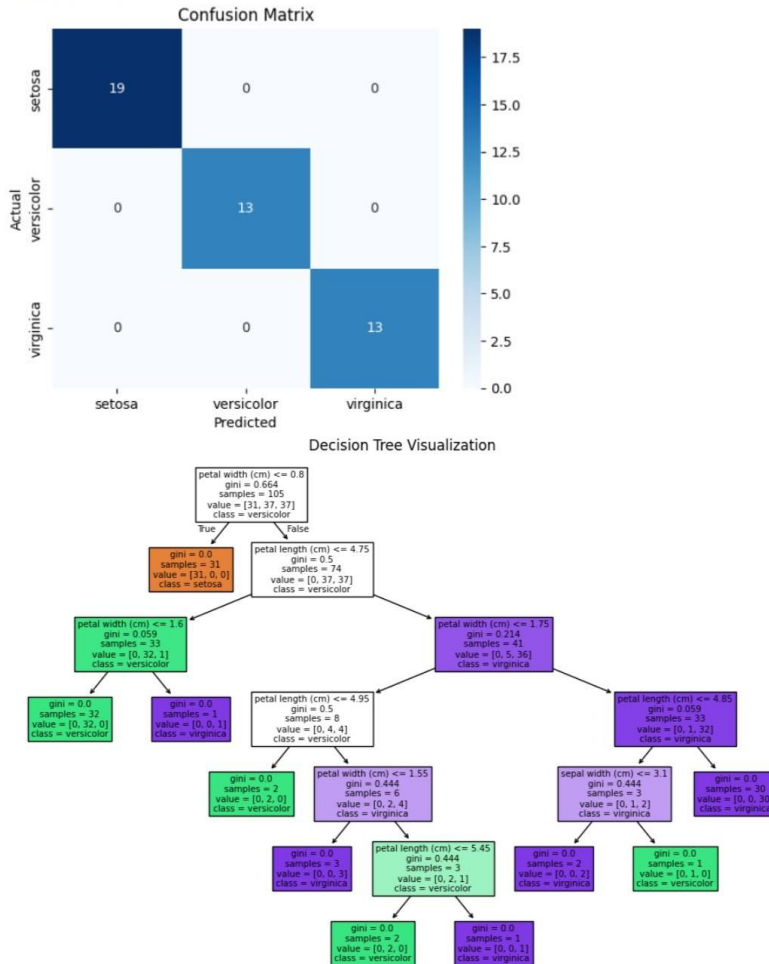 Confusion Matrix
setosa
versicolor
virginica
Actual
19 0 0
0 13 0
0 0 13
setosa versicolor virginica
Predicted
17.5
15.0
12.5
10.0
7.5
5.0
2.5
0.0
Decision Tree Visualization
petal width (cm) <= 0.8
gini = 0.664
samples = 105
value = [31, 37, 37]
class = versicolor
True
False
gini = 0.0
samples = 31
value = [31, 0, 0]
class = setosa
petal length (cm) <= 4.75
gini = 0.5
samples = 74
value = [0, 37, 37]
class = versicolor
petal width (cm) <= 1.6
gini = 0.059
samples = 33
value = [0, 32, 1]
class = versicolor
petal width (cm) <= 1.75
gini = 0.214
samples = 41
value = [0, 5, 36]
class = virginica
gini = 0.0
samples = 32
value = [0, 32, 0]
class = versicolor
gini = 0.0
samples = 1
value = [0, 0, 1]
class = virginica
petal length (cm) <= 4.95
gini = 0.5
samples = 8
value = [0, 4, 4]
class = versicolor
petal length (cm) <= 4.85
gini = 0.059
samples = 33
value = [0, 1, 32]
class = virginica
gini = 0.0
samples = 2
value = [0, 2, 0]
class = versicolor
petal width (cm) <= 1.55
gini = 0.444
samples = 6
value = [0, 2, 4]
class = virginica
sepal width (cm) <= 3.1
gini = 0.444
samples = 3
value = [0, 1, 2]
class = virginica
gini = 0.0
samples = 30
value = [0, 0, 30]
class = virginica
gini = 0.0
samples = 3
value = [0, 0, 3]
class = virginica
petal length (cm) <= 5.45
gini = 0.444
samples = 3
value = [0, 2, 1]
class = versicolor
gini = 0.0
samples = 2
value = [0, 0, 2]
class = virginica
gini = 0.0
samples = 1
value = [0, 1, 0]
class = versicolor
gini = 0.0
samples = 2
value = [0, 2, 0]
class = versicolor
gini = 0.0
samples = 1
value = [0, 0, 1]
class = virginica